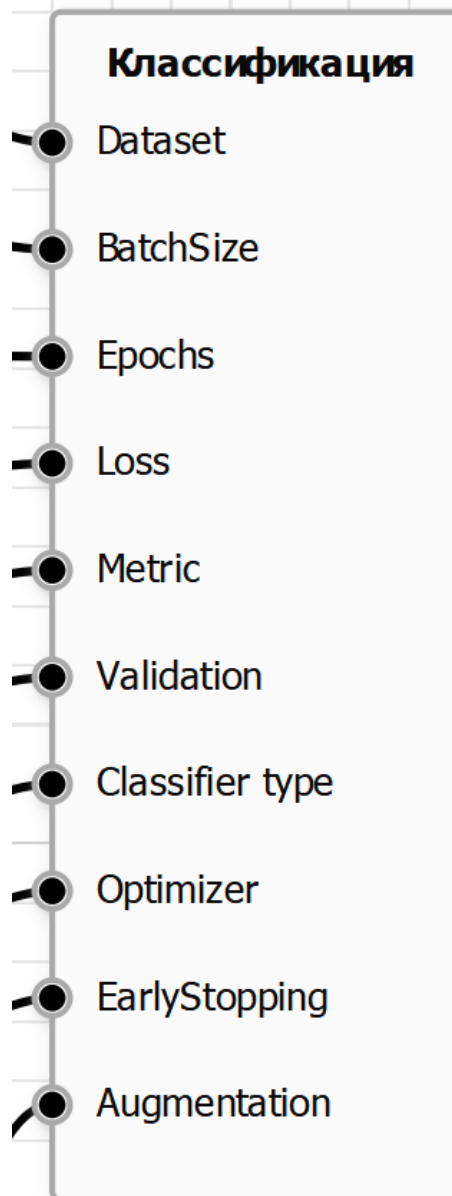 Классификация
Dataset
BatchSize
Epochs
Loss
Metric
Validation
Classifier type
Optimizer
EarlyStopping
Augmentation